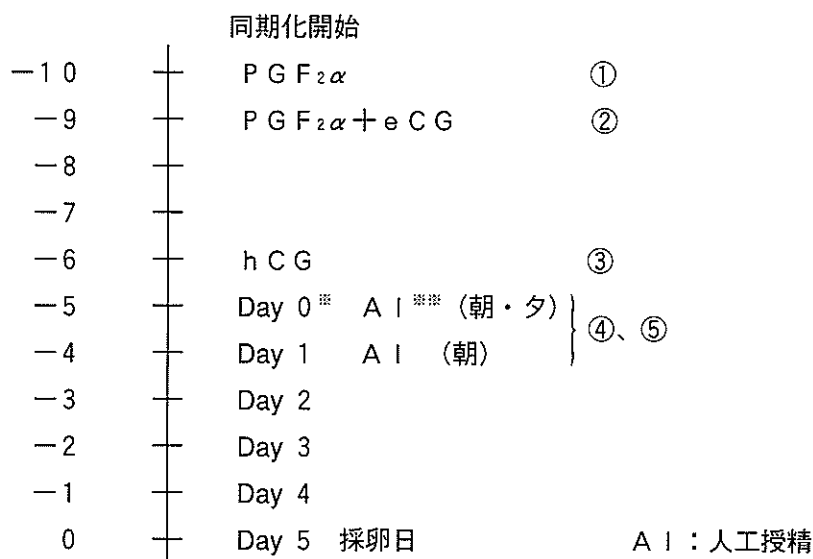 同期化開始
−10 PGF₂α ①
−9 PGF₂α＋eCG ②
−8
−7
−6 hCG ③
−5 Day 0※ AI※※（朝・夕）
④、⑤
−4 Day 1 AI （朝）
−3 Day 2
−2 Day 3
−1 Day 4
0 Day 5 採卵日 AI：人工授精